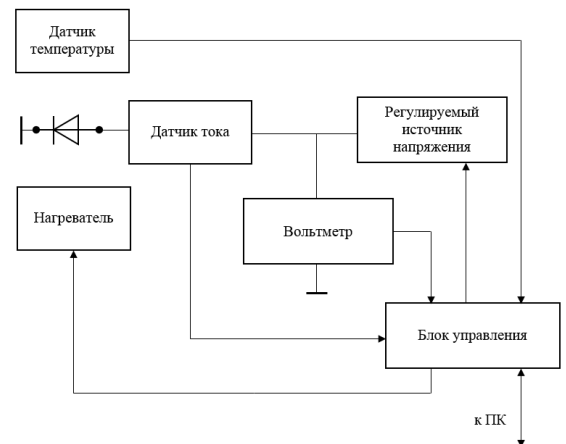 Датчик
температуры
Датчик тока
Регулируемый
источник
напряжения
Нагреватель
Вольтметр
Блок управления
к ПК